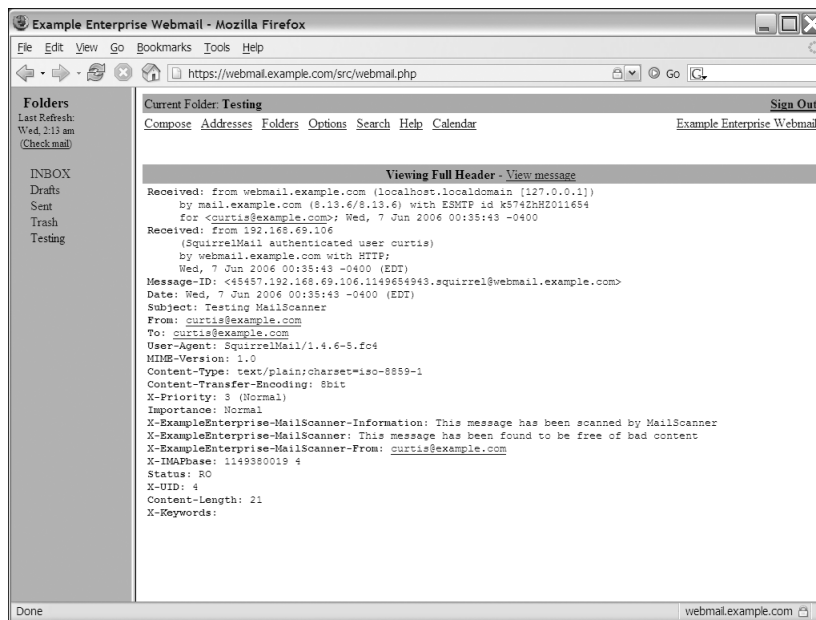 Example Enterprise Webmail - Mozilla Firefox
File Edit View Go Bookmarks Tools Help
https://webmail.example.com/src/webmail.php Go G
Folders
Last Refresh:
Wed, 2:13 am
(Check mail)
INBOX
Drafts
Sent
Trash
Testing
Current Folder: Testing Sign Out
Compose Addresses Folders Options Search Help Calendar Example Enterprise Webmail
Viewing Full Header - View message
Received: from webmail.example.com (localhost.localdomain [127.0.0.1])
by mail.example.com (8.13.6/8.13.6) with ESMTP id k574ZhHZ011654
for <curtis@example.com>; Wed, 7 Jun 2006 00:35:43 -0400
Received: from 192.168.69.106
(SquirrelMail authenticated user curtis)
by webmail.example.com with HTTP;
Wed, 7 Jun 2006 00:35:43 -0400 (EDT)
Message-ID: <45457.192.168.69.106.1149654943.squirrel@webmail.example.com>
Date: Wed, 7 Jun 2006 00:35:43 -0400 (EDT)
Subject: Testing MailScanner
From: curtis@example.com
To: curtis@example.com
User-Agent: SquirrelMail/1.4.6-5.fc4
MIME-Version: 1.0
Content-Type: text/plain;charset=iso-8859-1
Content-Transfer-Encoding: 8bit
X-Priority: 3 (Normal)
Importance: Normal
X-ExampleEnterprise-MailScanner-Information: This message has been scanned by MailScanner
X-ExampleEnterprise-MailScanner: This message has been found to be free of bad content
X-ExampleEnterprise-MailScanner-From: curtis@example.com
X-IMAPbase: 1149380019 4
Status: RO
X-UID: 4
Content-Length: 21
X-Keywords:
Done webmail.example.com